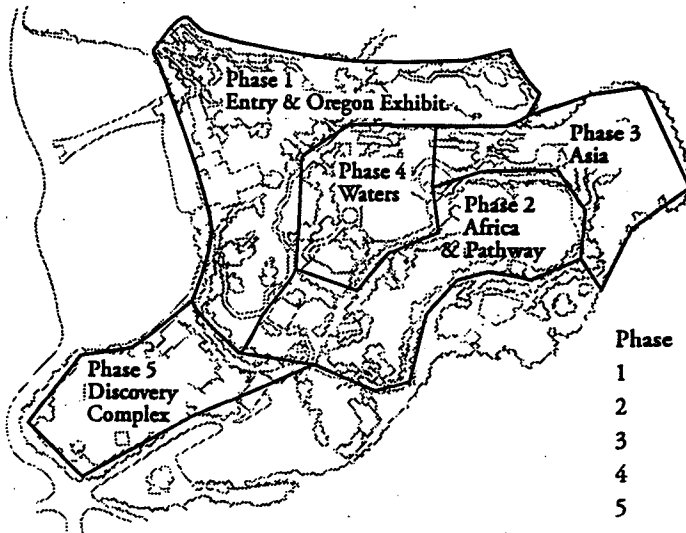 Phase 1
Entry & Oregon Exhibit
Phase 3
Asia
Phase 4
Waters
Phase 2
Africa
& Pathway
Phase 5
Discovery
Complex
Phase
1
2
3
4
5